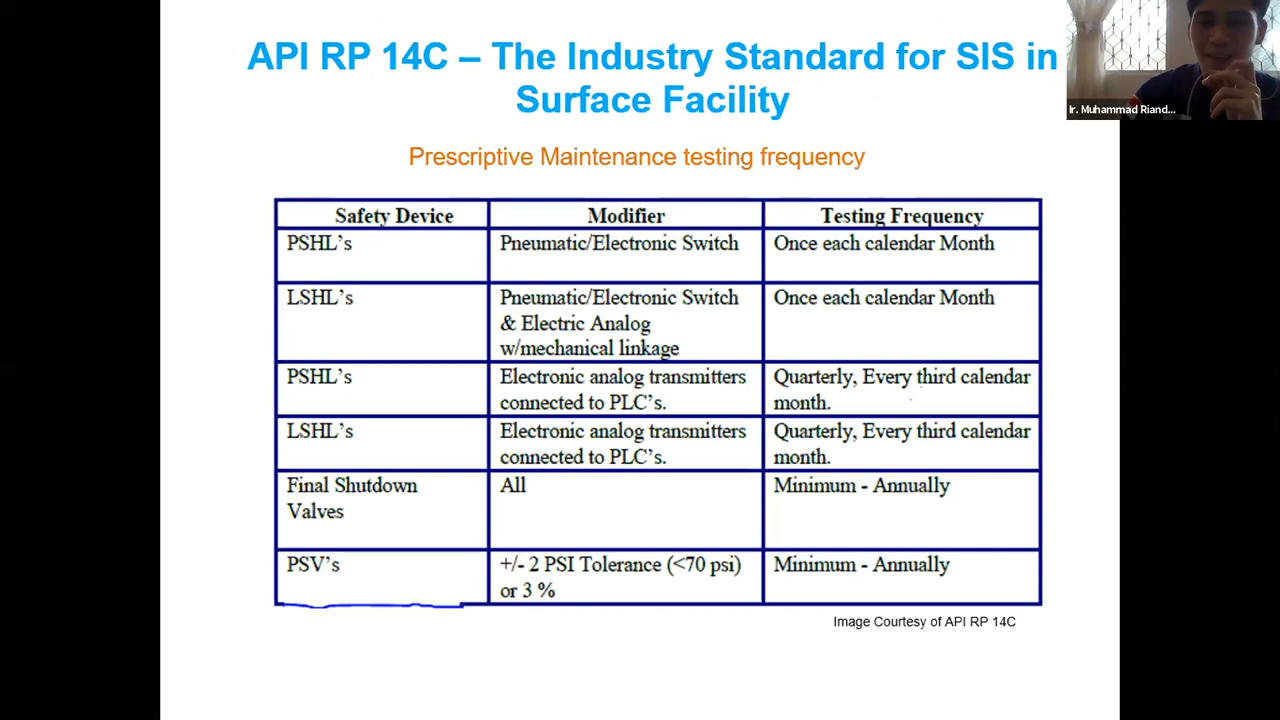 API RP 14C – The Industry Standard for SIS in
Surface Facility
Ir. Muhammad Riand...
Prescriptive Maintenance testing frequency
Safety Device Modifier Testing Frequency
PSHL's Pneumatic/Electronic Switch Once each calendar Month
LSHL's Pneumatic/Electronic Switch Once each calendar Month
& Electric Analog
w/mechanical linkage
PSHL's Electronic analog transmitters Quarterly, Every third calendar
connected to PLC's. month.
LSHL's Electronic analog transmitters Quarterly, Every third calendar
connected to PLC's. month.
Final Shutdown All Minimum - Annually
Valves
PSV's +/- 2 PSI Tolerance (<70 psi) Minimum - Annually
or 3 %
Image Courtesy of API RP 14C